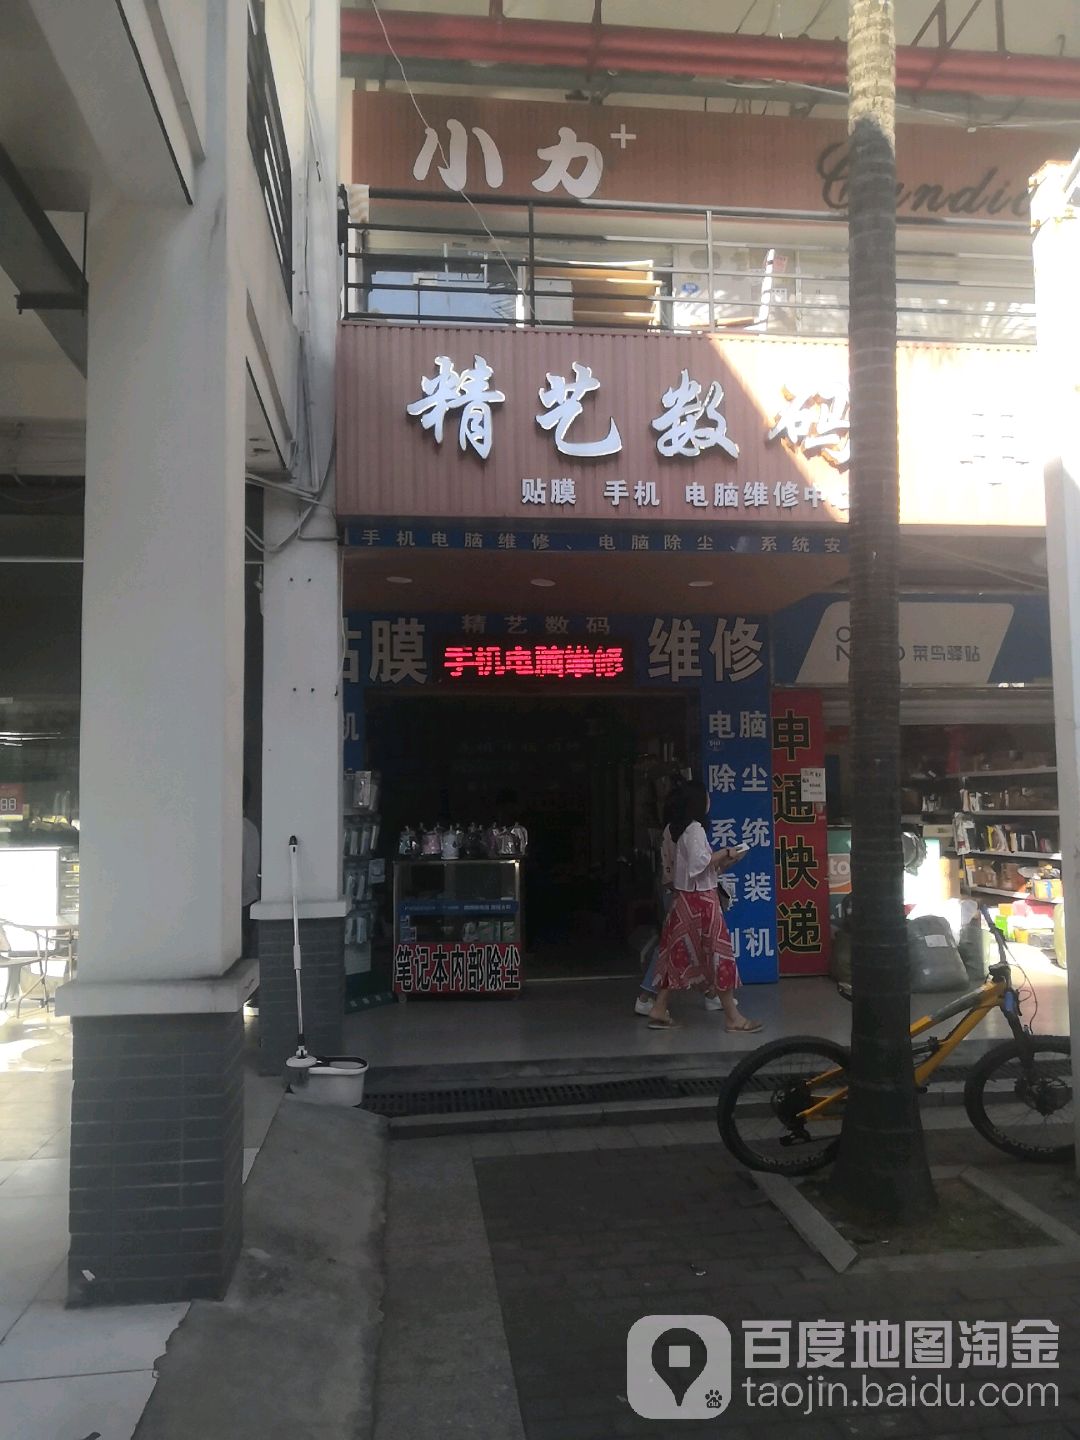 小力+
精艺数码
贴膜 手机 电脑维修中
手机电脑维修、电脑除尘、系统安
精艺数码
贴膜
手机电脑维修
维修
菜鸟驿站
机
电脑
除尘
系统
重装
刷机
申通快递
笔记本内部除尘
88
百度地图淘金
taojin.baidu.com